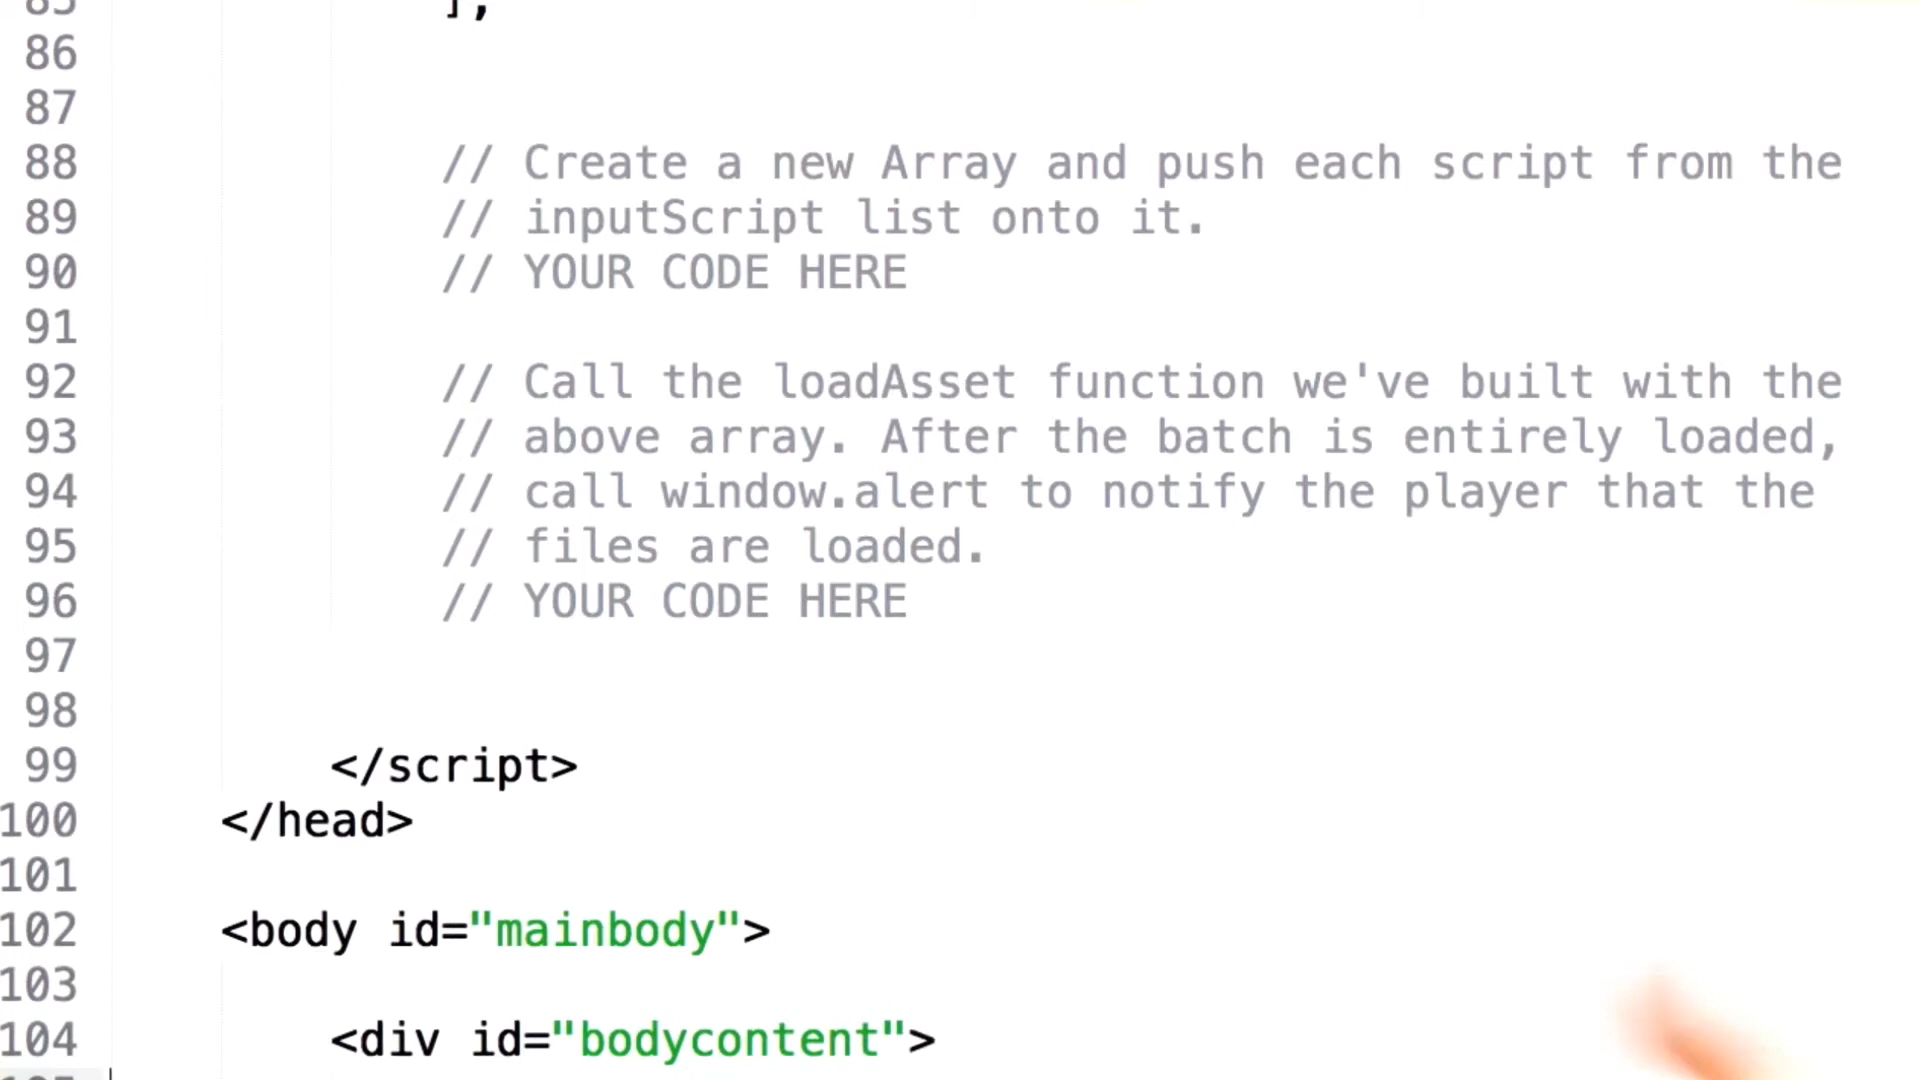 85 ],
86
87
88 // Create a new Array and push each script from the
89 // inputScript list onto it.
90 // YOUR CODE HERE
91
92 // Call the loadAsset function we've built with the
93 // above array. After the batch is entirely loaded,
94 // call window.alert to notify the player that the
95 // files are loaded.
96 // YOUR CODE HERE
97
98
99 </script>
100 </head>
101
102 <body id="mainbody">
103
104 <div id="bodycontent">